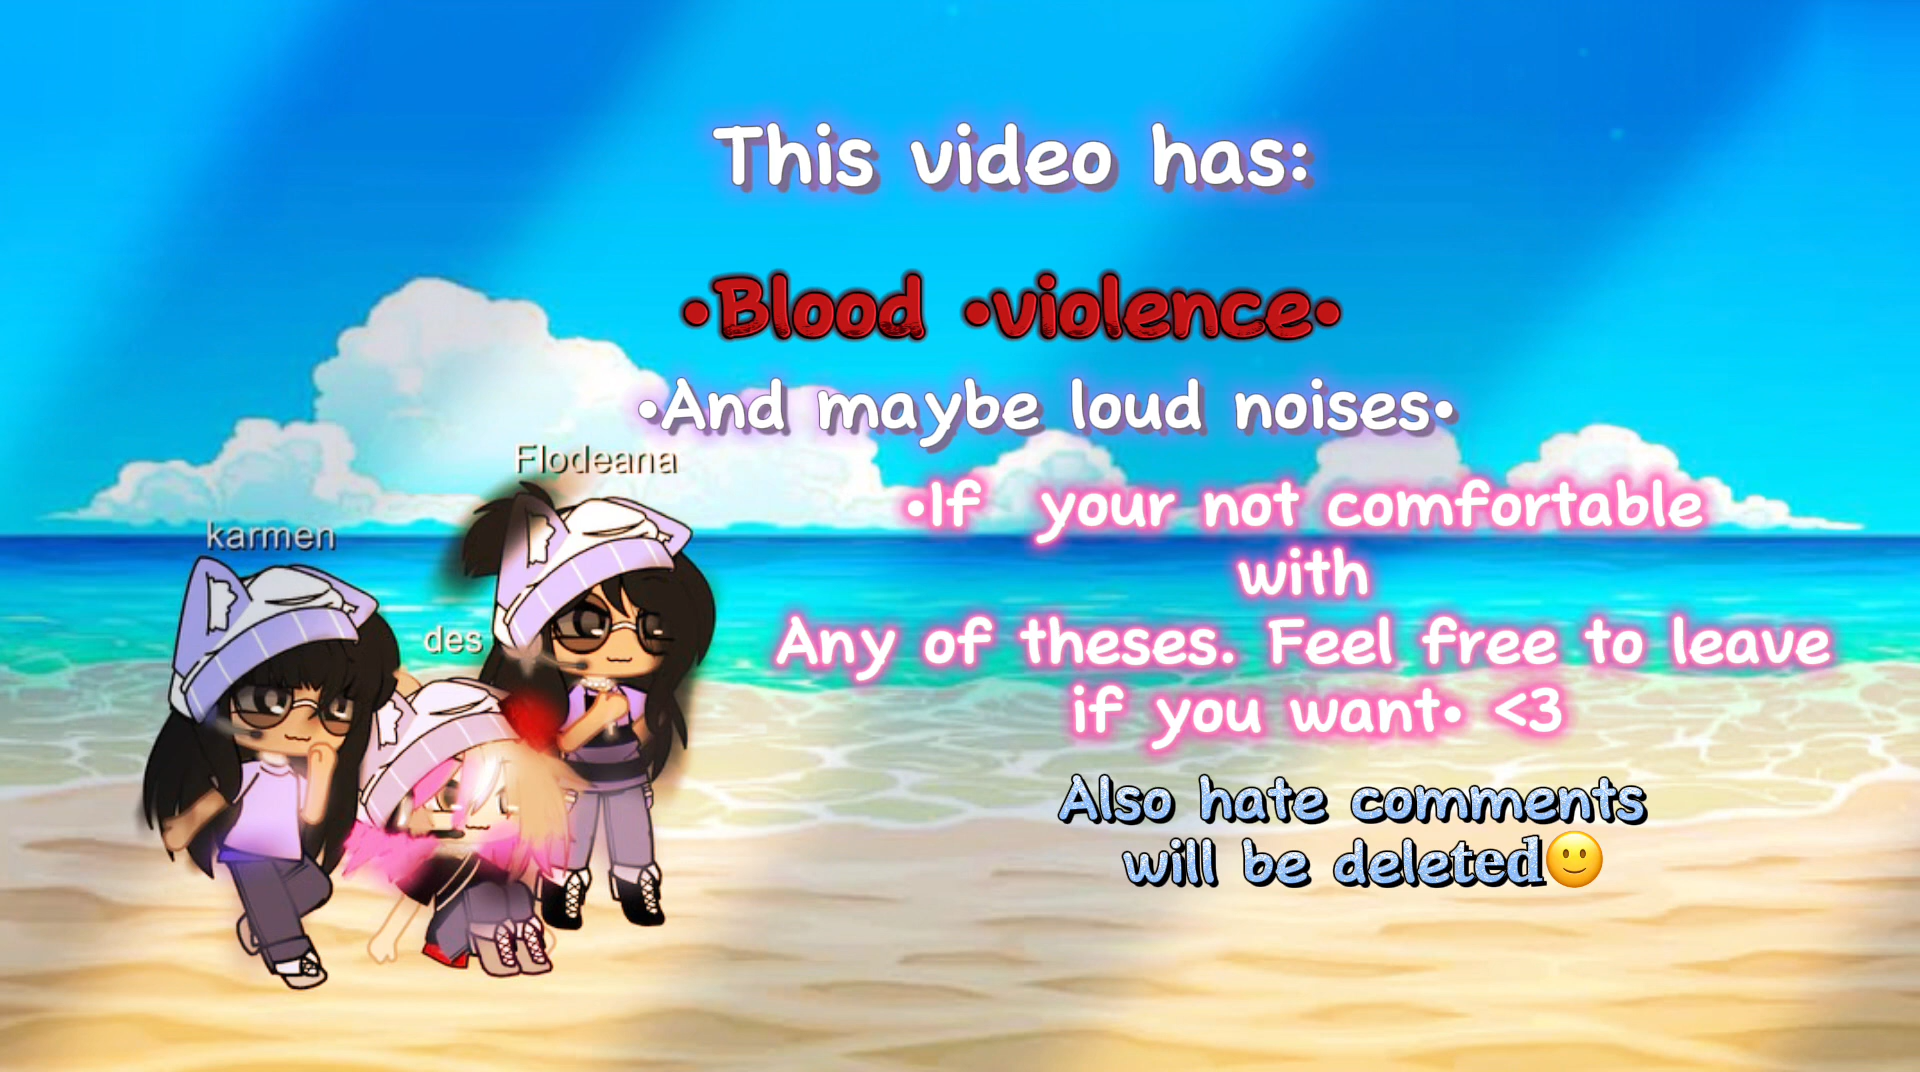 This video has:
•Blood •violence•
•And maybe loud noises•
Flodeana
karmen
des
•If your not comfortable
with
Any of theses. Feel free to leave
if you want• <3
Also hate comments
will be deleted🙂